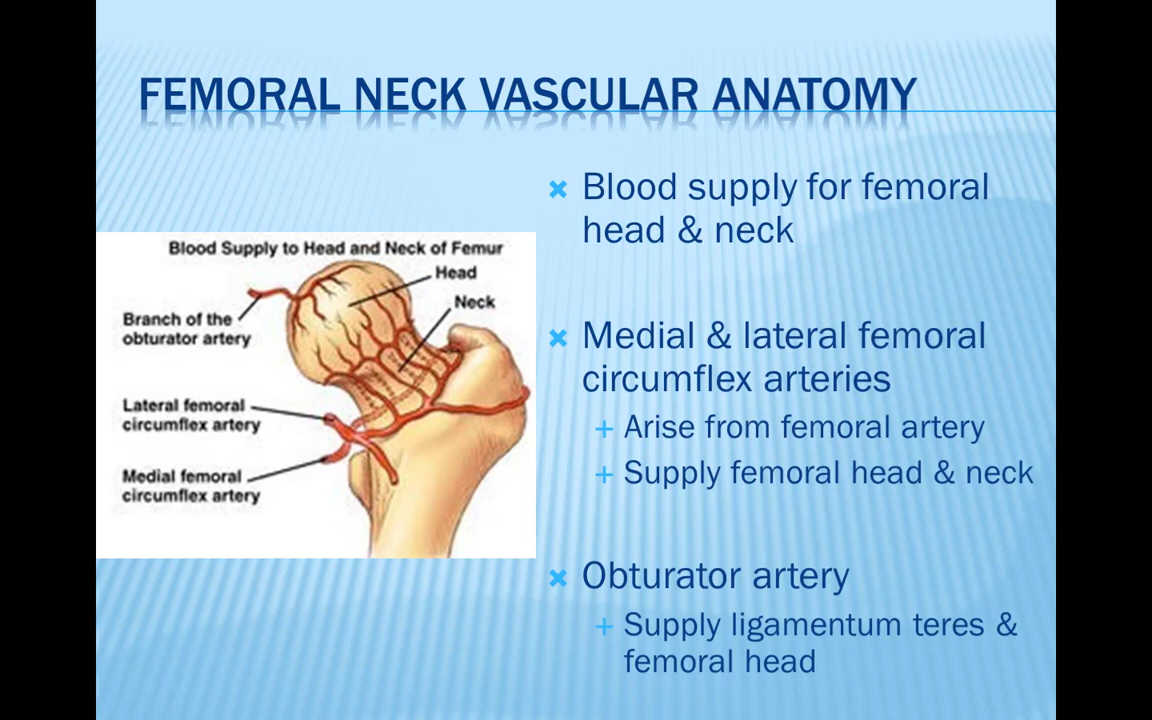 FEMORAL NECK VASCULAR ANATOMY
Blood Supply to Head and Neck of Femur
Head
Neck
Branch of the
obturator artery
Lateral femoral
circumflex artery
Medial femoral
circumflex artery
Blood supply for femoral
head & neck
Medial & lateral femoral
circumflex arteries
Arise from femoral artery
Supply femoral head & neck
Obturator artery
Supply ligamentum teres &
femoral head